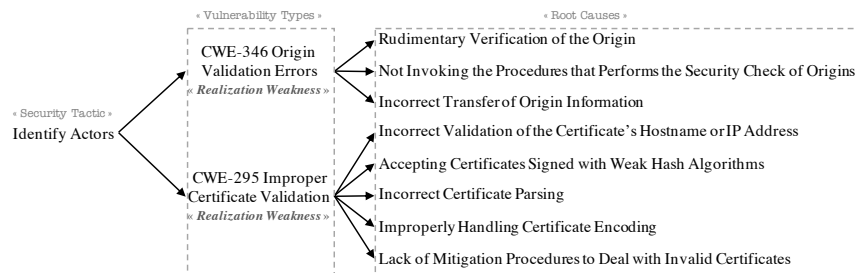 « Vulnerability Types »
« Root Causes »
« Security Tactic »
Identify Actors
CWE-346 Origin
Validation Errors
« Realization Weakness »
Rudimentary Verification of the Origin
Not Invoking the Procedures that Performs the Security Check of Origins
Incorrect Transfer of Origin Information
CWE-295 Improper
Certificate Validation
« Realization Weakness »
Incorrect Validation of the Certificate's Hostname or IP Address
Accepting Certificates Signed with Weak Hash Algorithms
Incorrect Certificate Parsing
Improperly Handling Certificate Encoding
Lack of Mitigation Procedures to Deal with Invalid Certificates